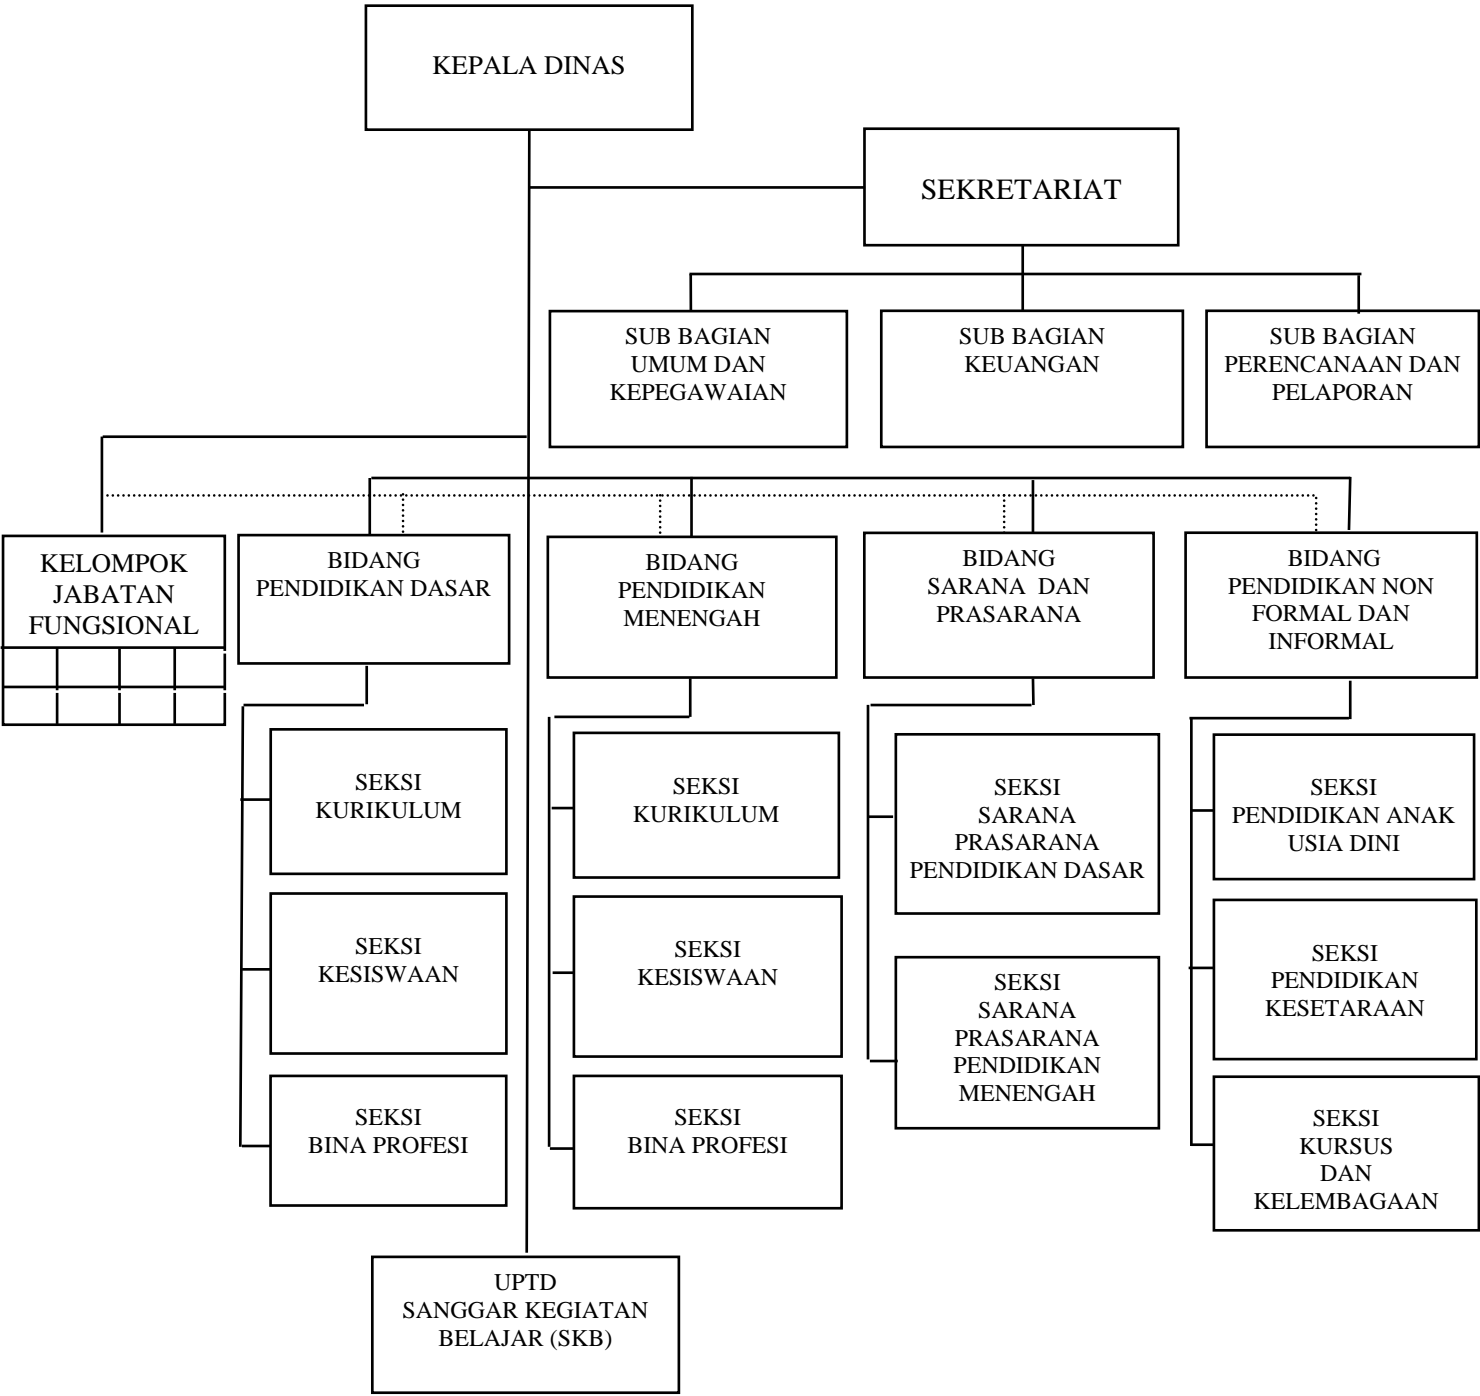 KEPALA DINAS
SEKRETARIAT
SUB BAGIAN
UMUM DAN
KEPEGAWAIAN
SUB BAGIAN
KEUANGAN
SUB BAGIAN
PERENCANAAN DAN
PELAPORAN
KELOMPOK
JABATAN
FUNGSIONAL
BIDANG
PENDIDIKAN DASAR
BIDANG
PENDIDIKAN
MENENGAH
BIDANG
SARANA DAN
PRASARANA
BIDANG
PENDIDIKAN NON
FORMAL DAN
INFORMAL
SEKSI
KURIKULUM
SEKSI
KESISWAAN
SEKSI
BINA PROFESI
SEKSI
KURIKULUM
SEKSI
KESISWAAN
SEKSI
BINA PROFESI
SEKSI
SARANA
PRASARANA
PENDIDIKAN DASAR
SEKSI
SARANA
PRASARANA
PENDIDIKAN
MENENGAH
SEKSI
PENDIDIKAN ANAK
USIA DINI
SEKSI
PENDIDIKAN
KESETARAAN
SEKSI
KURSUS
DAN
KELEMBAGAAN
UPTD
SANGGAR KEGIATAN
BELAJAR (SKB)